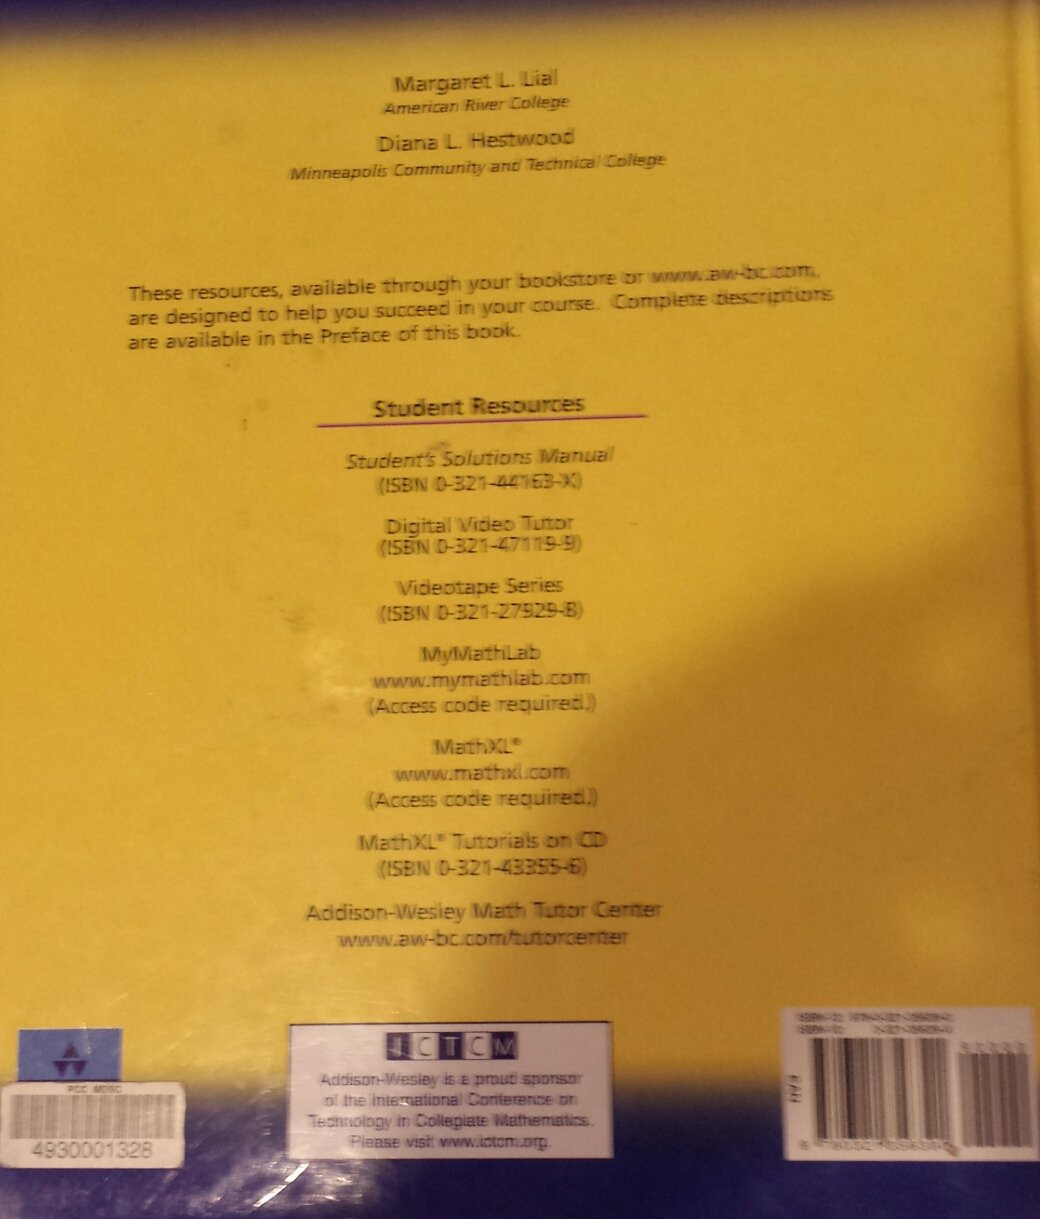 Margaret L. Lial
American River College
Diana L. Hestwood
Minneapolis Community and Technical College
These resources, available through your bookstore or www.aw-bc.com,
are designed to help you succeed in your course. Complete descriptions
are available in the Preface of this book.
Student Resources
Student's Solutions Manual
(ISBN 0-321-44163-X)
Digital Video Tutor
(ISBN 0-321-47119-9)
Videotape Series
(ISBN 0-321-27929-8)
MyMathLab
www.mymathlab.com
(Access code required.)
MathXL®
www.mathxl.com
(Access code required.)
MathXL® Tutorials on CD
(ISBN 0-321-43355-6)
Addison-Wesley Math Tutor Center
www.aw-bc.com/tutorcenter
ICTCM
Addison-Wesley is a proud sponsor
of the International Conference on
Technology in Collegiate Mathematics.
Please visit www.ictcm.org.
PCC MDSC
4930001328